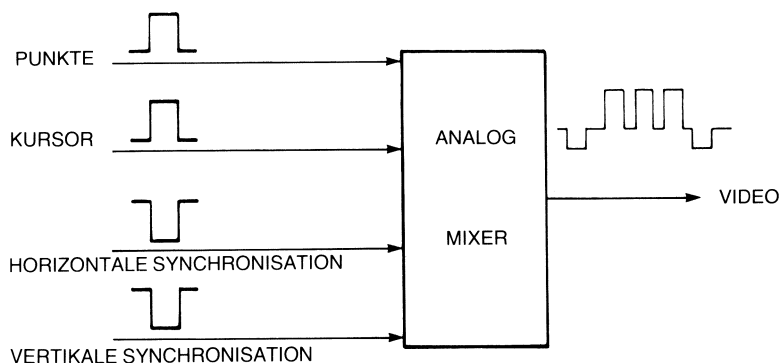 PUNKTE
KURSOR
HORIZONTALE SYNCHRONISATION
VERTIKALE SYNCHRONISATION
ANALOG
MIXER
VIDEO